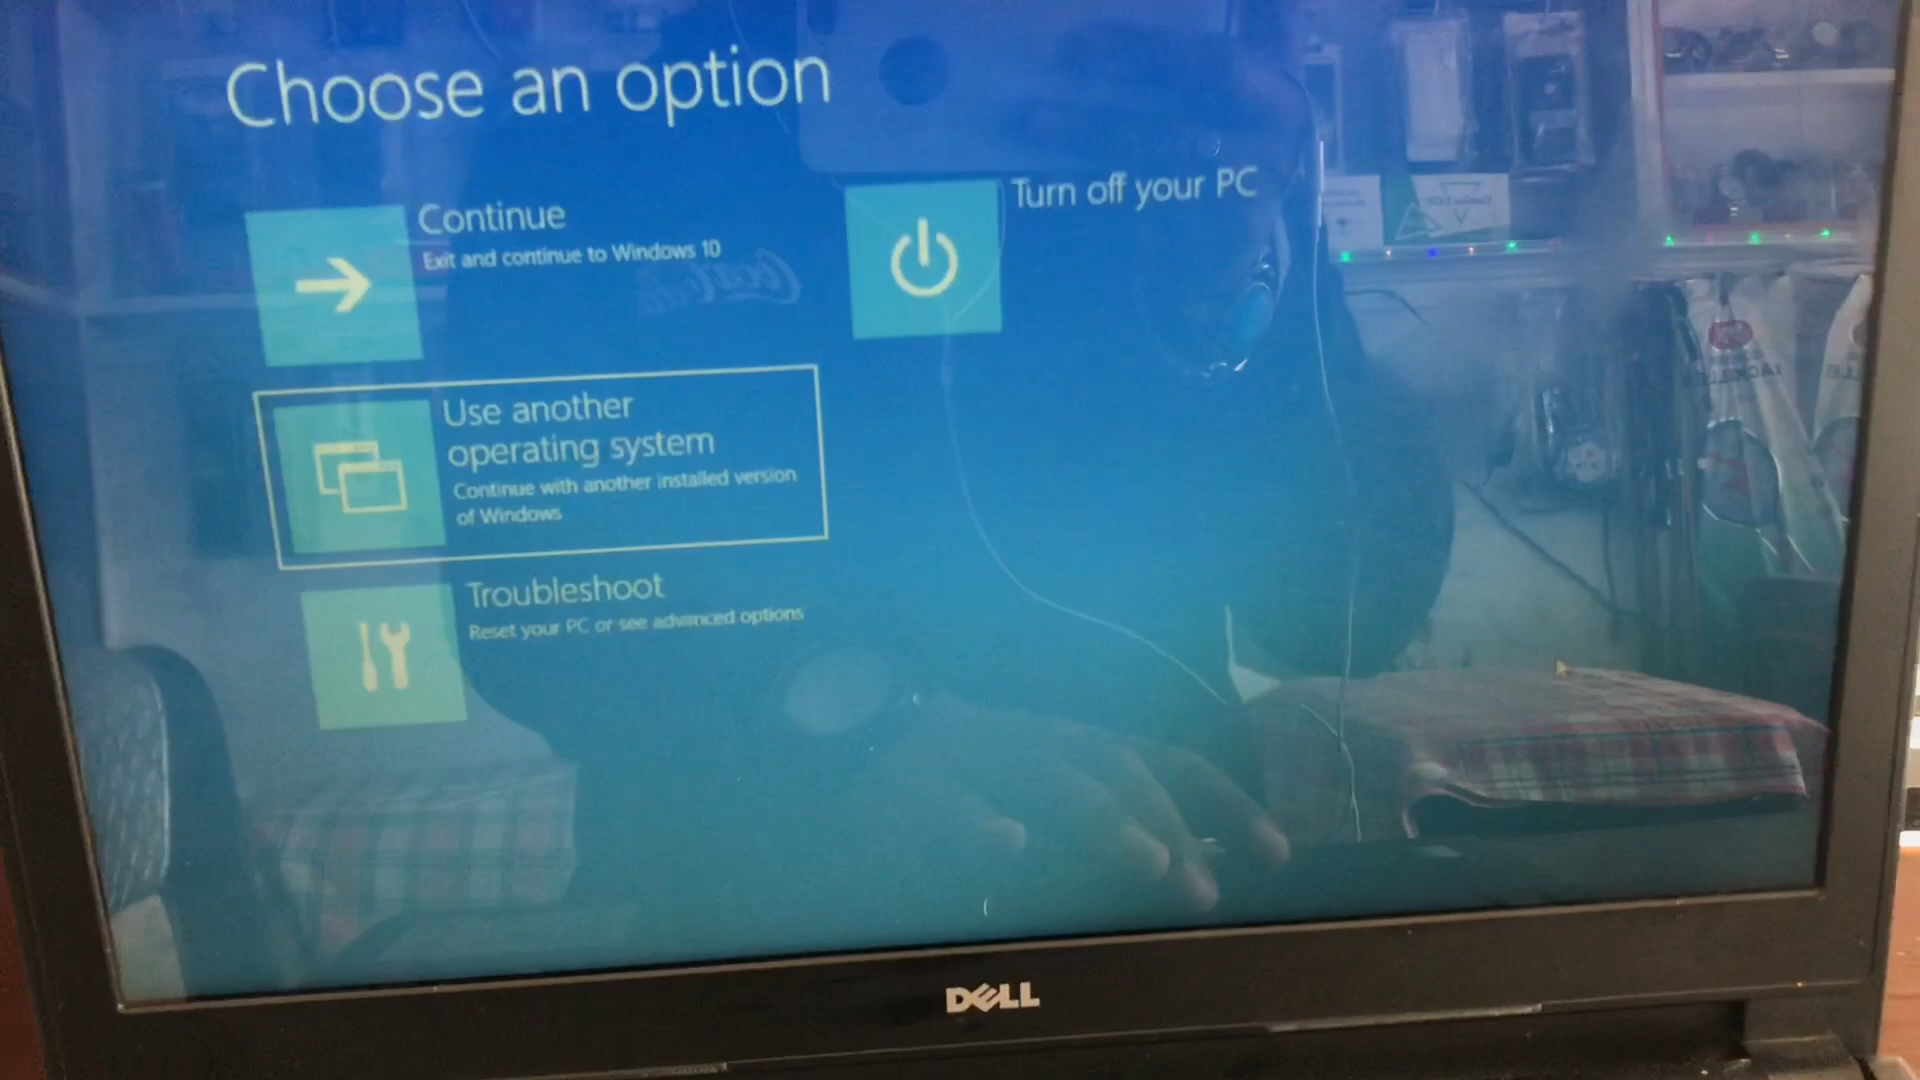 Choose an option
Continue
Exit and continue to Windows 10
Turn off your PC
Use another
operating system
Continue with another installed version
of Windows
Troubleshoot
Reset your PC or see advanced options
DELL